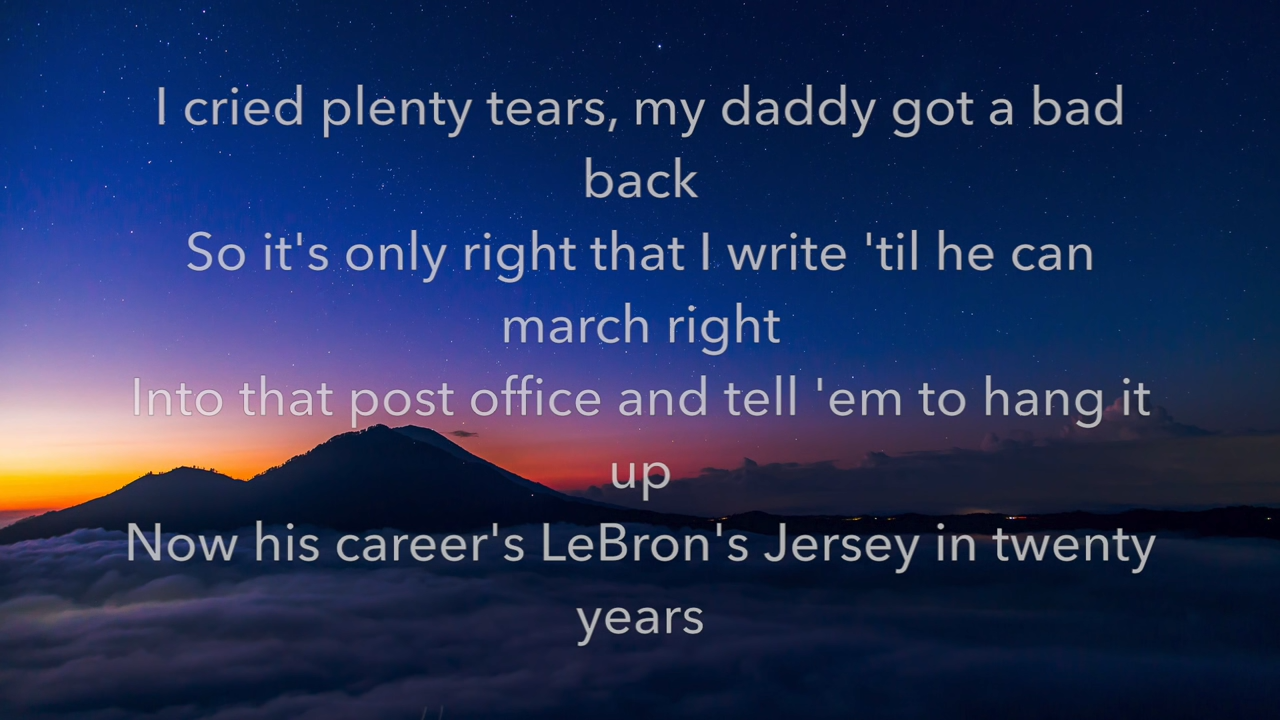 I cried plenty tears, my daddy got a bad
back
So it's only right that I write 'til he can
march right
Into that post office and tell 'em to hang it
up
Now his career's LeBron's Jersey in twenty
years